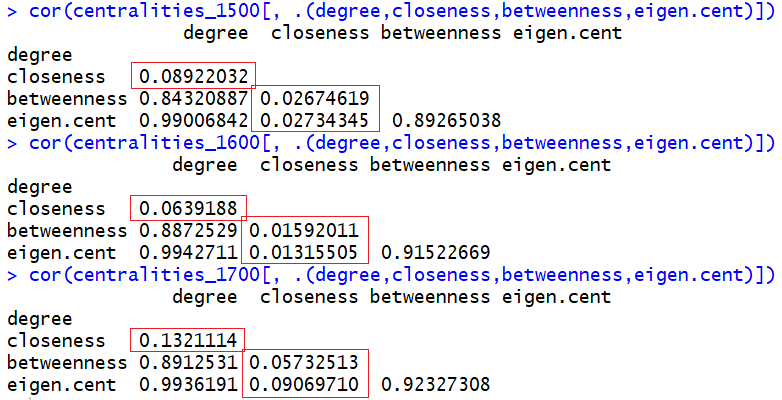 > cor(centralities_1500[, .(degree,closeness,betweenness,eigen.cent)])
degree closeness betweenness eigen.cent
degree
closeness 0.08922032
betweenness 0.84320887 0.02674619
eigen.cent 0.99006842 0.02734345 0.89265038
> cor(centralities_1600[, .(degree,closeness,betweenness,eigen.cent)])
degree closeness betweenness eigen.cent
degree
closeness 0.0639188
betweenness 0.8872529 0.01592011
eigen.cent 0.9942711 0.01315505 0.91522669
> cor(centralities_1700[, .(degree,closeness,betweenness,eigen.cent)])
degree closeness betweenness eigen.cent
degree
closeness 0.1321114
betweenness 0.8912531 0.05732513
eigen.cent 0.9936191 0.09069710 0.92327308